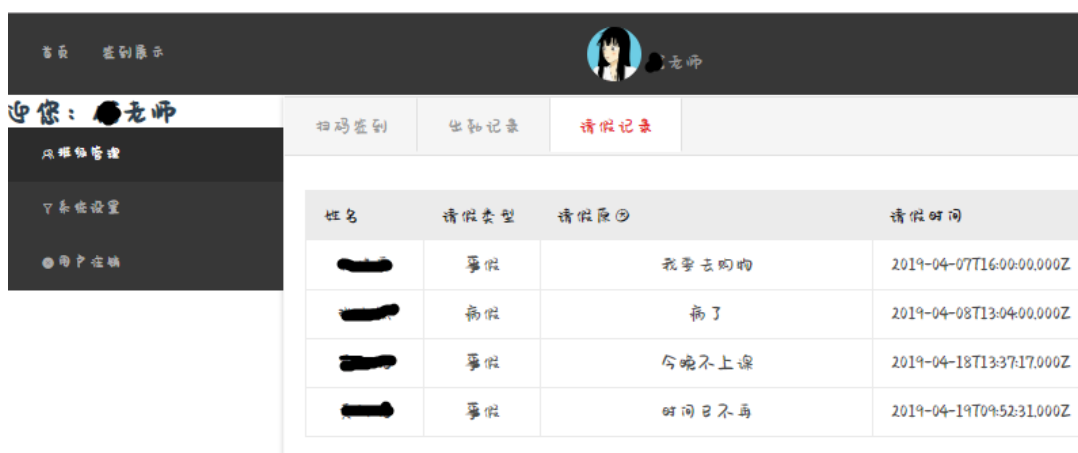 首页 签到展示
老师
迎您：老师
扫码签到 出勤记录 请假记录
班级管理
系统设置
用户注销
姓名 请假类型 请假原因 请假时间
事假 我要去购物 2019-04-07T16:00:00.000Z
病假 病了 2019-04-08T13:04:00.000Z
事假 今晚不上课 2019-04-18T13:37:17.000Z
事假 时间已不再 2019-04-19T09:52:31.000Z